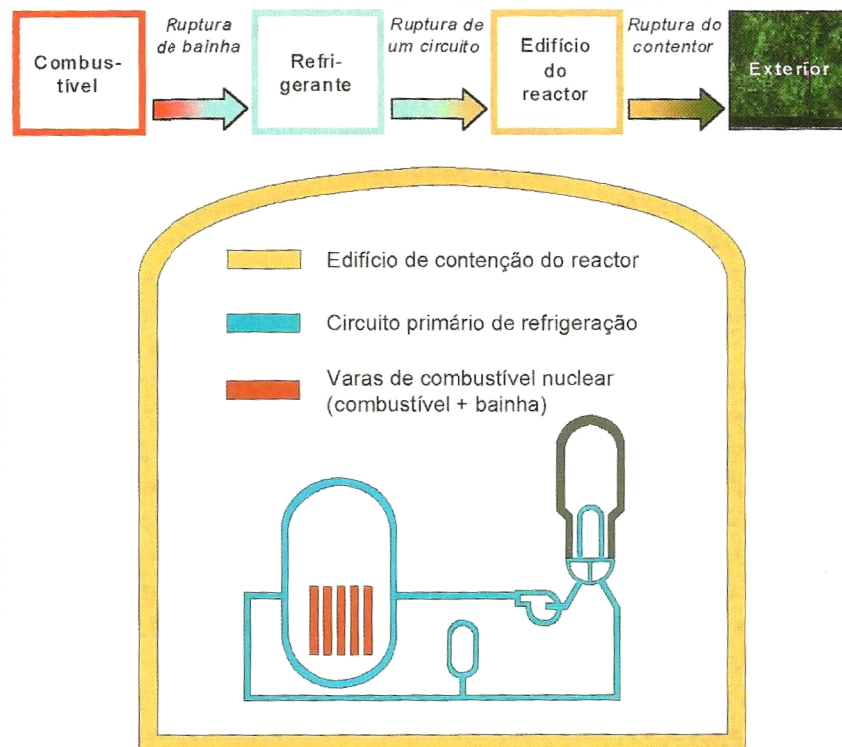 Combus-
tível
Ruptura
de bainha
Refri-
gerante
Ruptura de
um circuito
Edifício
do
reactor
Ruptura do
contentor
Exterior
Edifício de contenção do reactor
Circuito primário de refrigeração
Varas de combustível nuclear
(combustível + bainha)